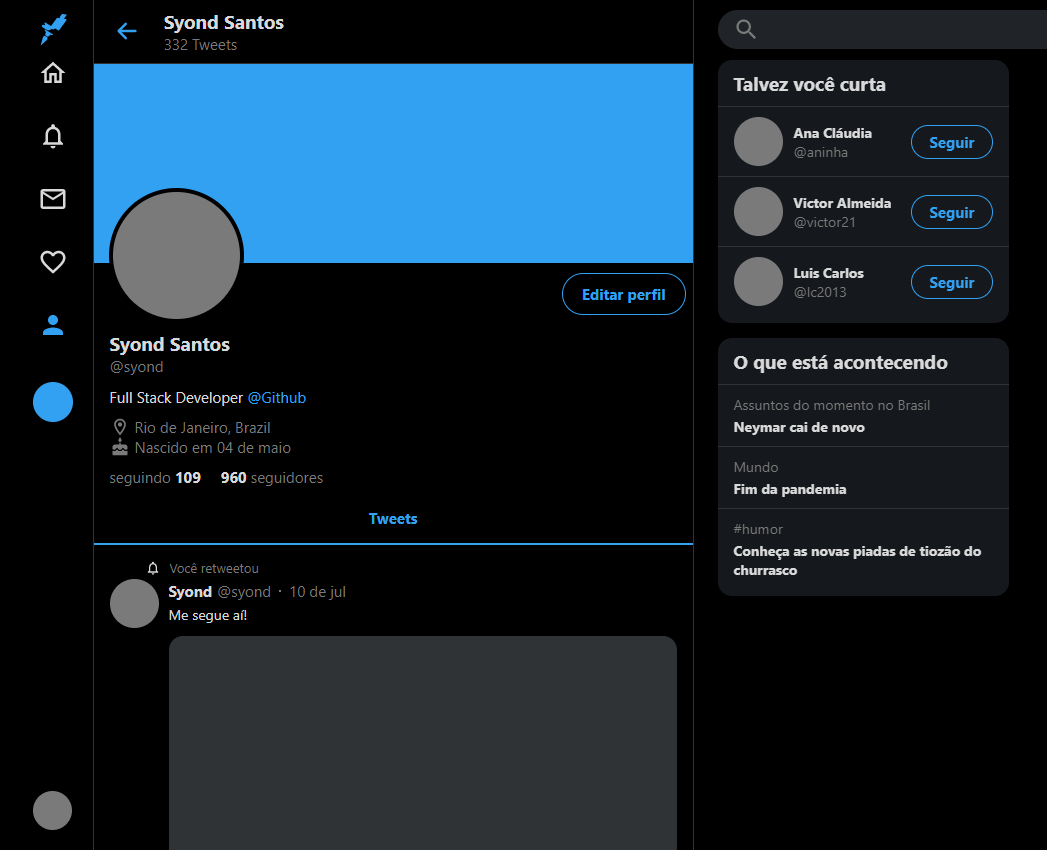 Syond Santos
332 Tweets
Editar perfil
Syond Santos
@syond
Full Stack Developer @Github
Rio de Janeiro, Brazil
Nascido em 04 de maio
seguindo 109 960 seguidores
Tweets
Você retweetou
Syond @syond · 10 de jul
Me segue aí!
Talvez você curta
Ana Cláudia
@aninha
Seguir
Victor Almeida
@victor21
Seguir
Luis Carlos
@lc2013
Seguir
O que está acontecendo
Assuntos do momento no Brasil
Neymar cai de novo
Mundo
Fim da pandemia
#humor
Conheça as novas piadas de tiozão do
churrasco